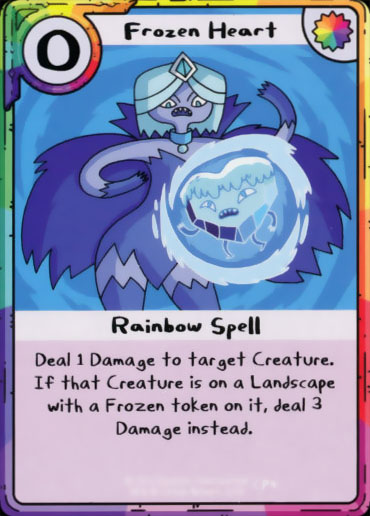 0
Frozen Heart
Rainbow Spell
Deal 1 Damage to target Creature.
If that Creature is on a Landscape
with a Frozen token on it, deal 3
Damage instead.